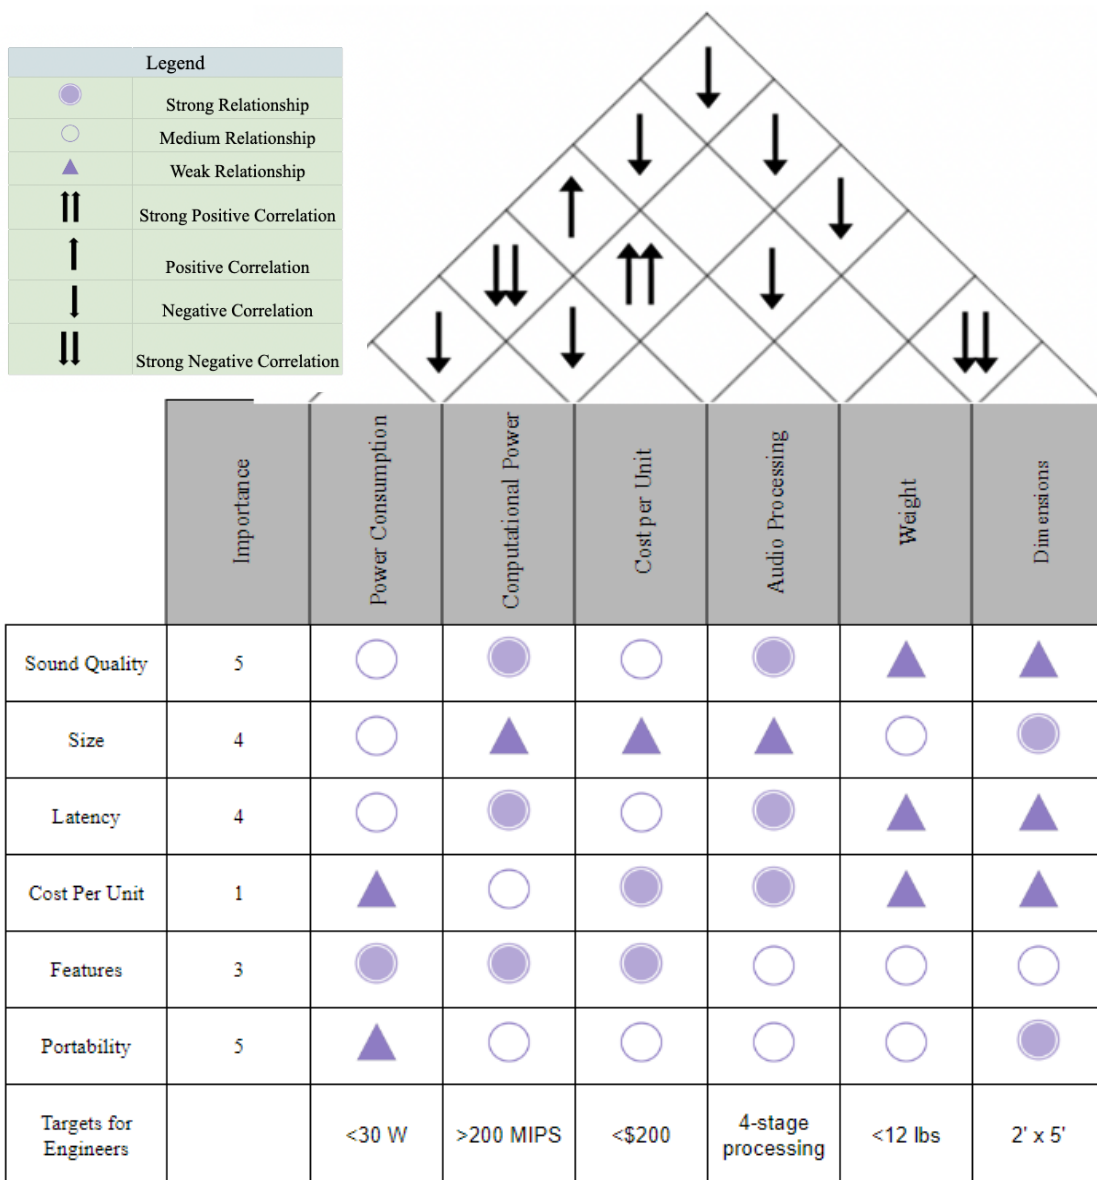 Legend
Strong Relationship
Medium Relationship
Weak Relationship
Strong Positive Correlation
Positive Correlation
Negative Correlation
Strong Negative Correlation
Importance
Power Consumption
Conputational Power
Cost per Unit
Audio Processing
Weight
Dimensions
Sound Quality 5
Size 4
Latency 4
Cost Per Unit 1
Features 3
Portability 5
Targets for
Engineers
<30 W
>200 MIPS
<$200
4-stage
processing
<12 lbs
2' x 5'